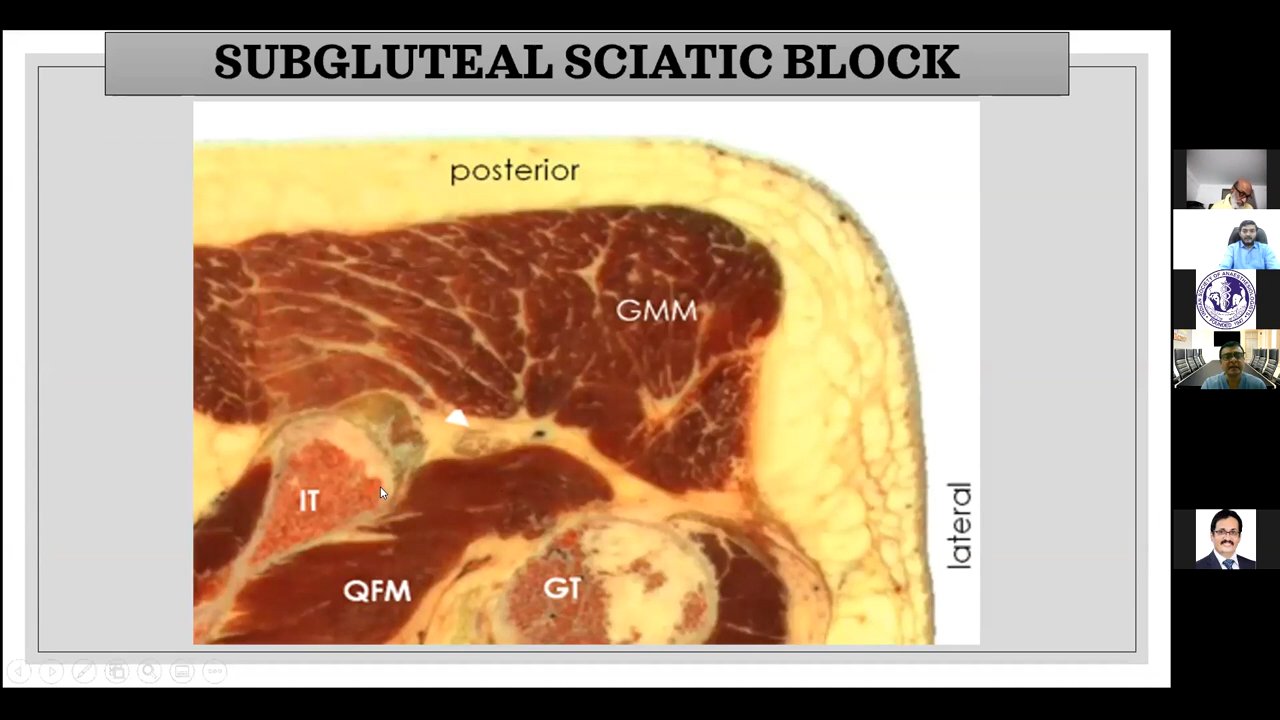 SUBGLUTEAL SCIATIC BLOCK
posterior
GMM
lateral
IT
QFM
GT